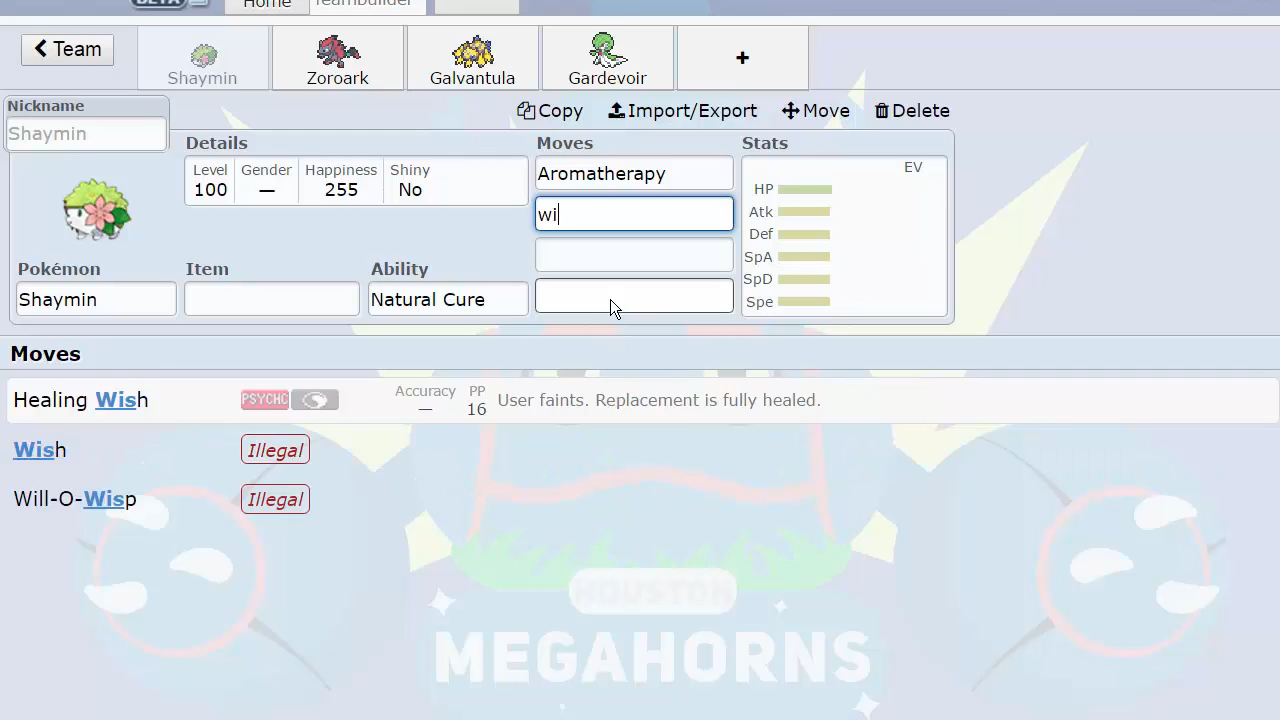 BETA
Home
Teambuilder
Team
Shaymin
Zoroark
Galvantula
Gardevoir
+
Copy
Import/Export
Move
Delete
Nickname
Shaymin
Details
Level
100
Gender
—
Happiness
255
Shiny
No
Pokémon
Shaymin
Item
Ability
Natural Cure
Moves
Aromatherapy
wi
Stats
EV
HP
Atk
Def
SpA
SpD
Spe
Moves
Healing Wish
PSYCHC
Accuracy
—
PP
16
User faints. Replacement is fully healed.
Wish
Illegal
Will-O-Wisp
Illegal
HOUSTON
MEGAHORNS